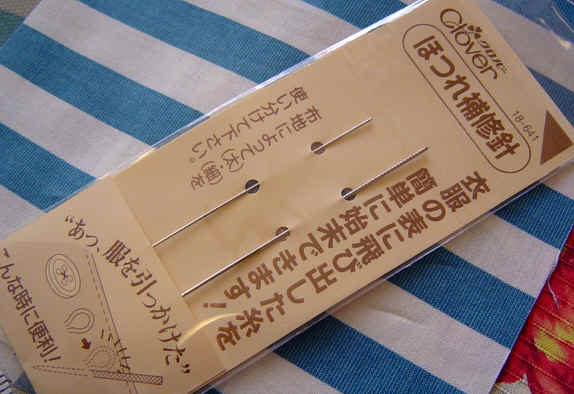 Clover クロバー
ほつれ補修針
18-641
衣服の表に飛び出した糸を
簡単に始末できます!
布地によって(太)(細)を
使い分けて下さい。
"あっ、服を引っかけた"
こんな時に便利!